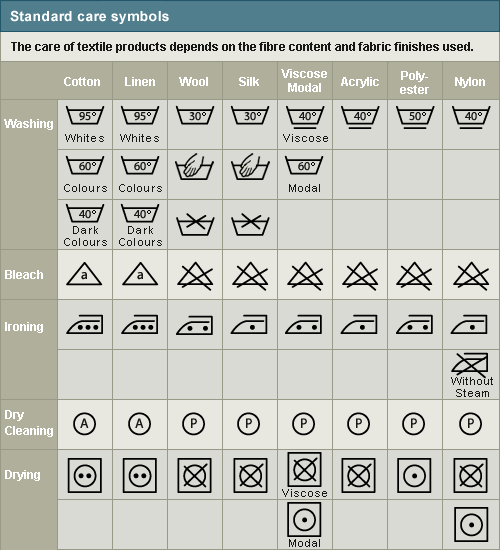 Standard care symbols
The care of textile products depends on the fibre content and fabric finishes used.
Cotton Linen Wool Silk Viscose Modal Acrylic Poly-ester Nylon
Washing 95° 95° 30° 30° 40° 40° 50° 40°
Whites Whites Viscose
60° 60° 60°
Colours Colours Modal
40° 40°
Dark Colours Dark Colours
Bleach a a
Ironing
Without Steam
Dry Cleaning A A P P P P P P
Drying
Viscose
Modal